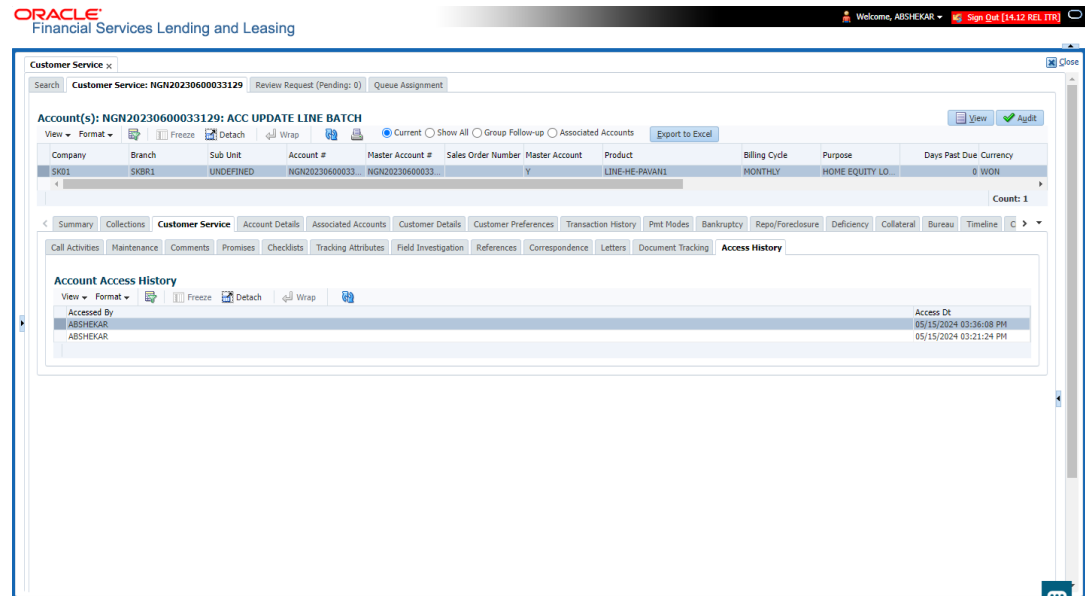 ORACLE
Financial Services Lending and Leasing
Welcome, ABSHEKAR Sign Out [14.12 REL ITR]
Customer Service × Close
Search Customer Service: NGN20230600033129 Review Request (Pending: 0) Queue Assignment
Account(s): NGN20230600033129: ACC UPDATE LINE BATCH View Audit
View Format Freeze Detach Wrap Current Show All Group Follow-up Associated Accounts Export to Excel
Company Branch Sub Unit Account # Master Account # Sales Order Number Master Account Product Billing Cycle Purpose Days Past Due Currency
SK01 SKBR1 UNDEFINED NGN20230600033... NGN20230600033... Y LINE-HE-PAVAN1 MONTHLY HOME EQUITY LO... 0 WON
Count: 1
Summary Collections Customer Service Account Details Associated Accounts Customer Details Customer Preferences Transaction History Pmt Modes Bankruptcy Repo/Foreclosure Deficiency Collateral Bureau Timeline C
Call Activities Maintenance Comments Promises Checklists Tracking Attributes Field Investigation References Correspondence Letters Document Tracking Access History
Account Access History
View Format Freeze Detach Wrap
Accessed By Access Dt
ABSHEKAR 05/15/2024 03:36:08 PM
ABSHEKAR 05/15/2024 03:21:24 PM